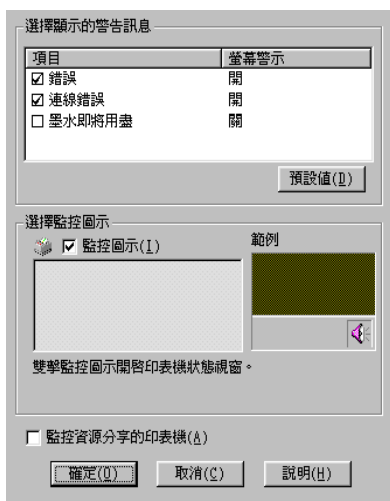 選擇顯示的警告訊息
項目 螢幕警示
錯誤 開
連線錯誤 開
墨水即將用盡 關
預設值(D)
選擇監控圖示
監控圖示(I) 範例
雙擊監控圖示開啓印表機狀態視窗。
監控資源分享的印表機(A)
確定(O) 取消(C) 說明(H)